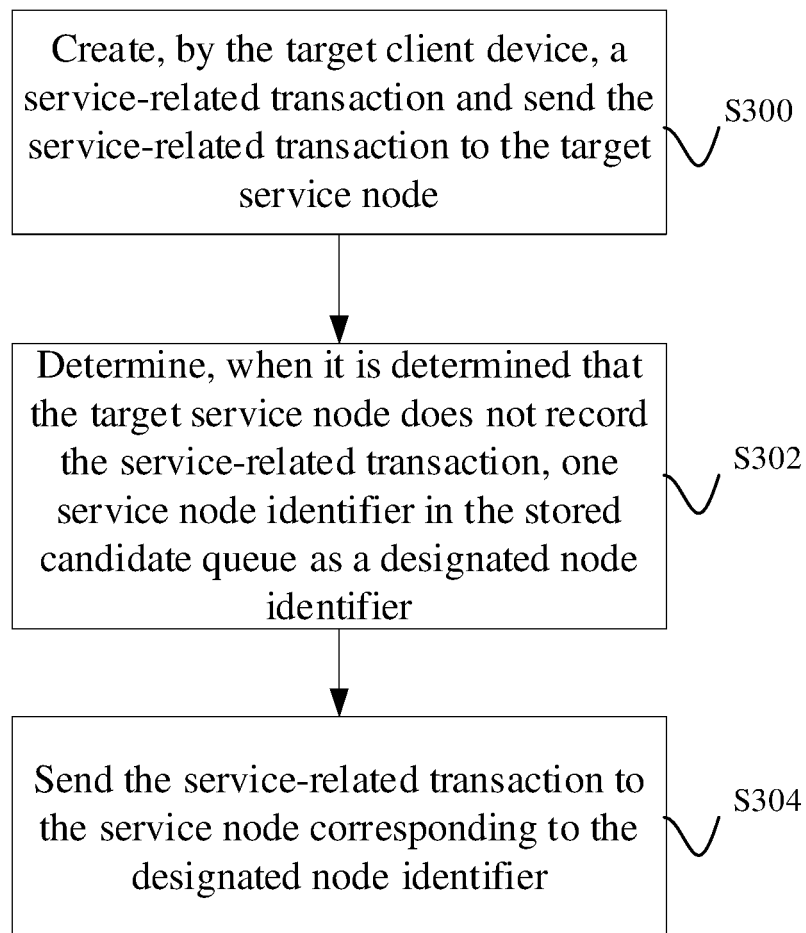 Create, by the target client device, a
service-related transaction and send the
service-related transaction to the target
service node
S300
Determine, when it is determined that
the target service node does not record
the service-related transaction, one
service node identifier in the stored
candidate queue as a designated node
identifier
S302
Send the service-related transaction to
the service node corresponding to the
designated node identifier
S304